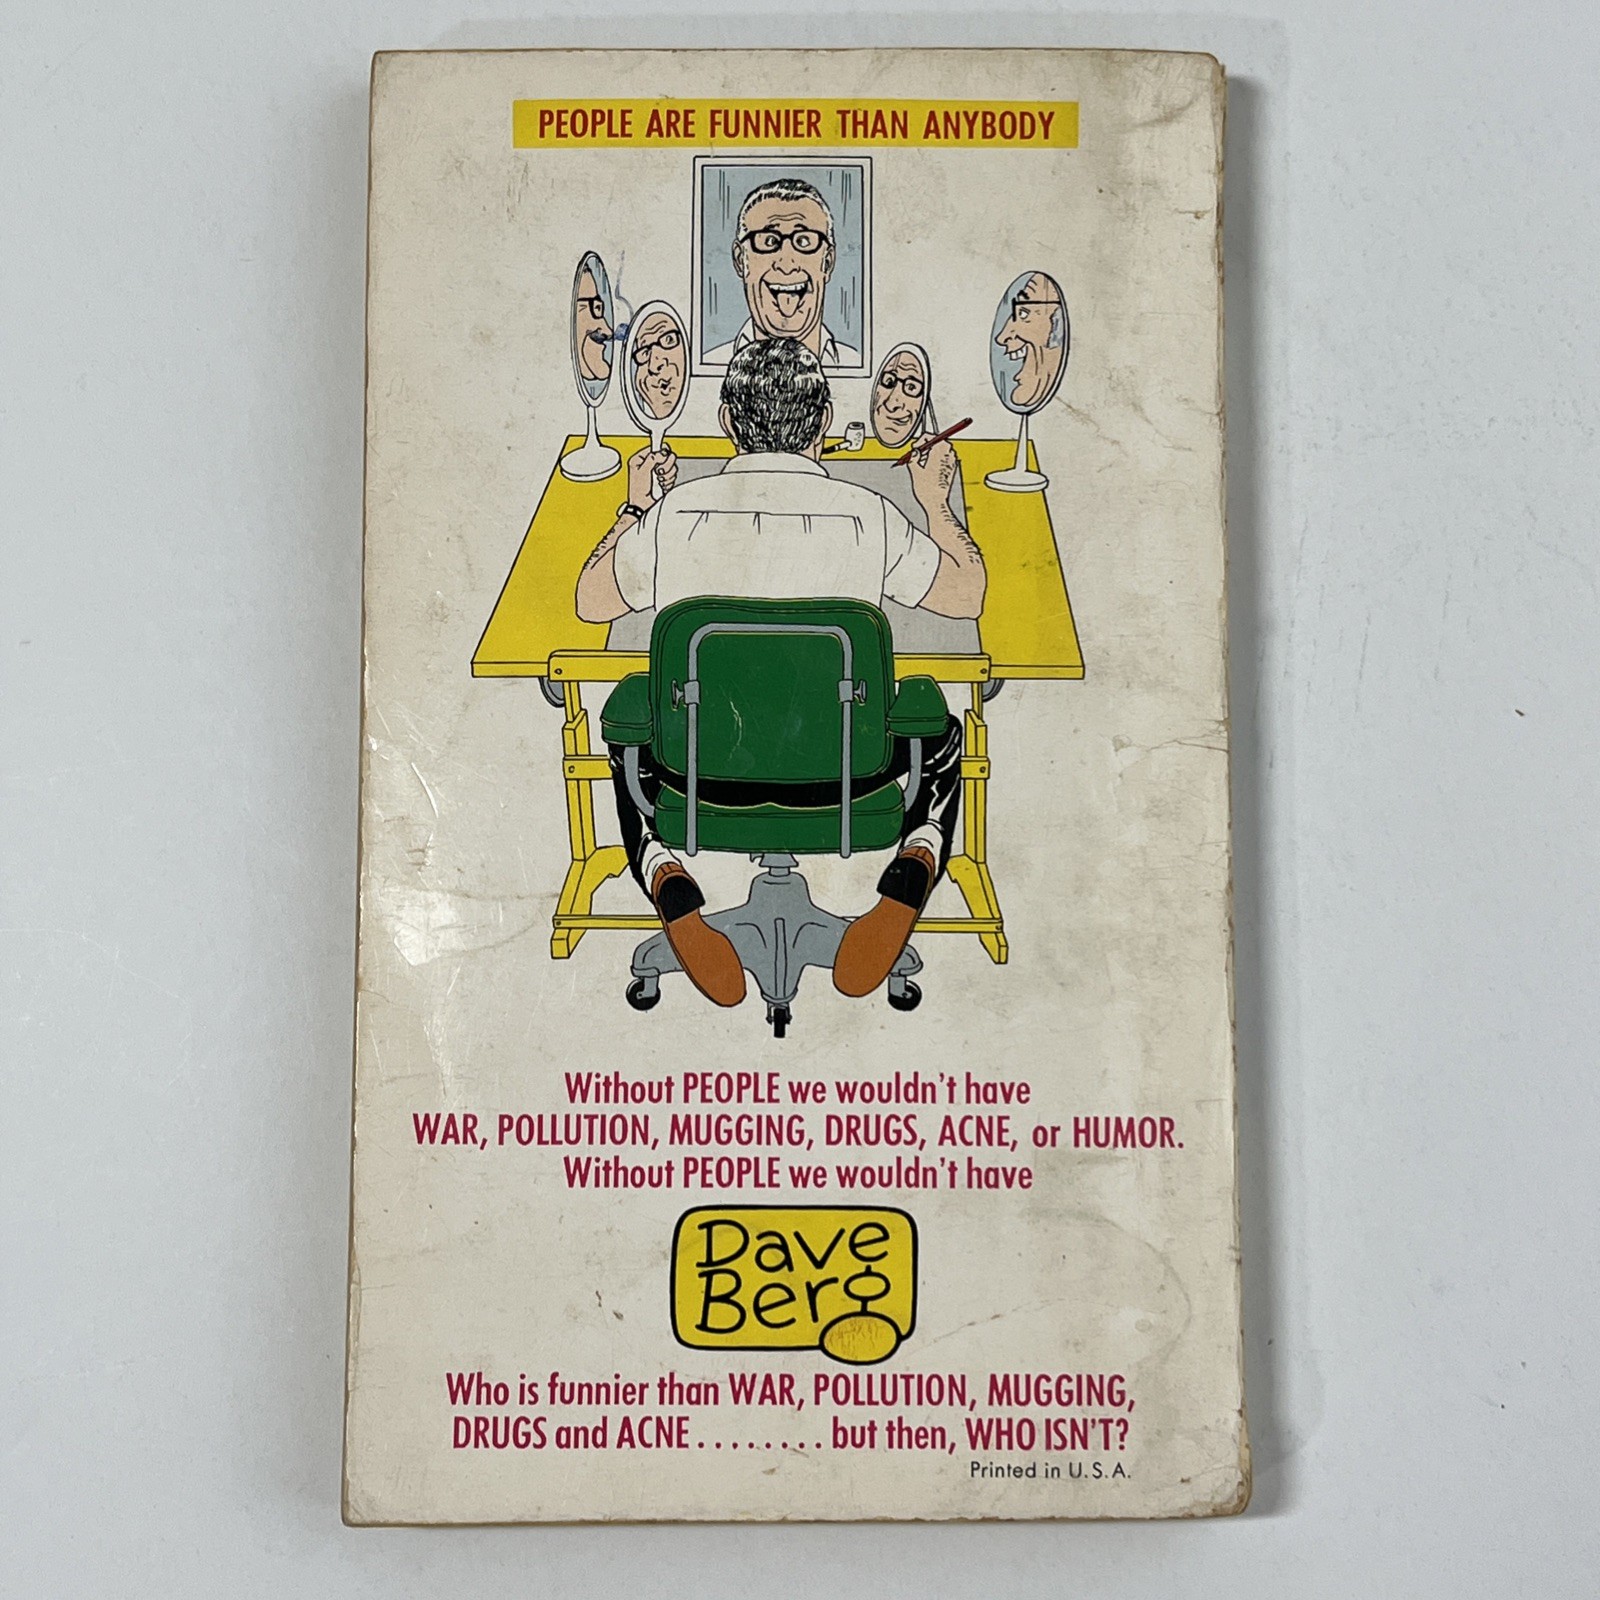 PEOPLE ARE FUNNIER THAN ANYBODY
Without PEOPLE we wouldn't have
WAR, POLLUTION, MUGGING, DRUGS, ACNE, or HUMOR.
Without PEOPLE we wouldn't have
Dave
Berg
Who is funnier than WAR, POLLUTION, MUGGING,
DRUGS and ACNE........ but then, WHO ISN'T?
Printed in U.S.A.